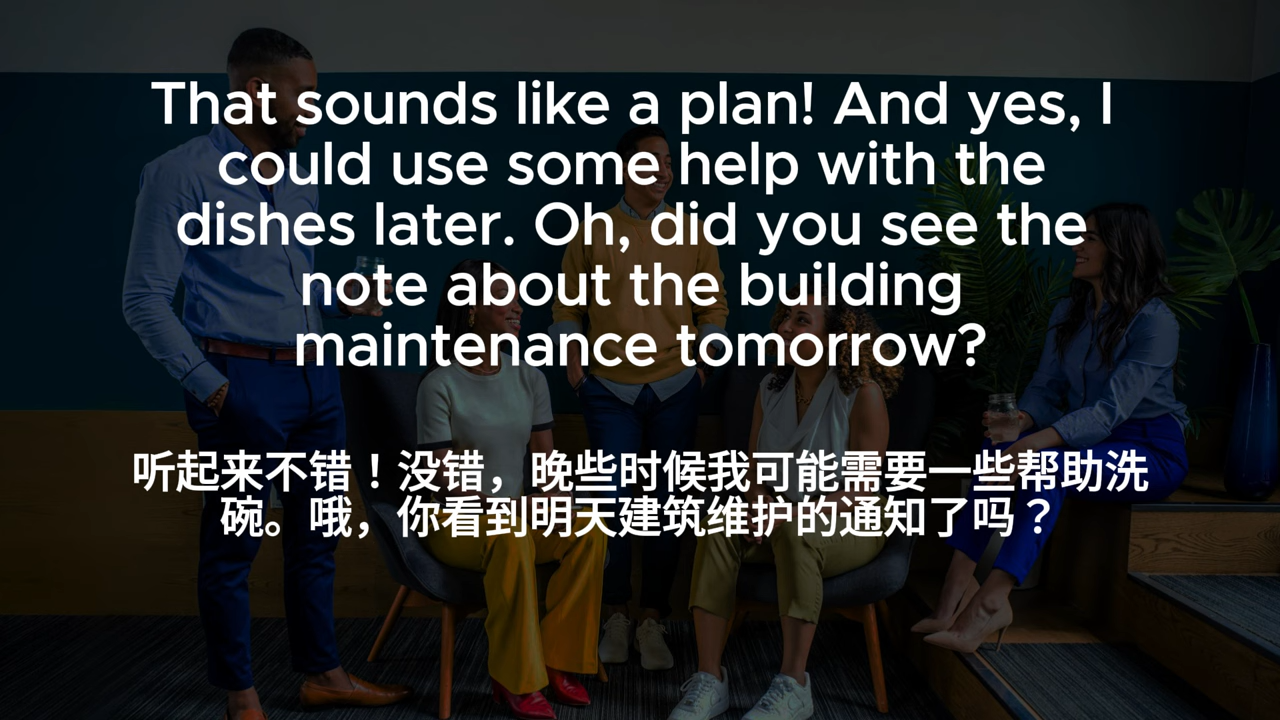 That sounds like a plan! And yes, I
could use some help with the
dishes later. Oh, did you see the
note about the building
maintenance tomorrow?
听起来不错！没错，晚些时候我可能需要一些帮助洗
碗。哦，你看到明天建筑维护的通知了吗？